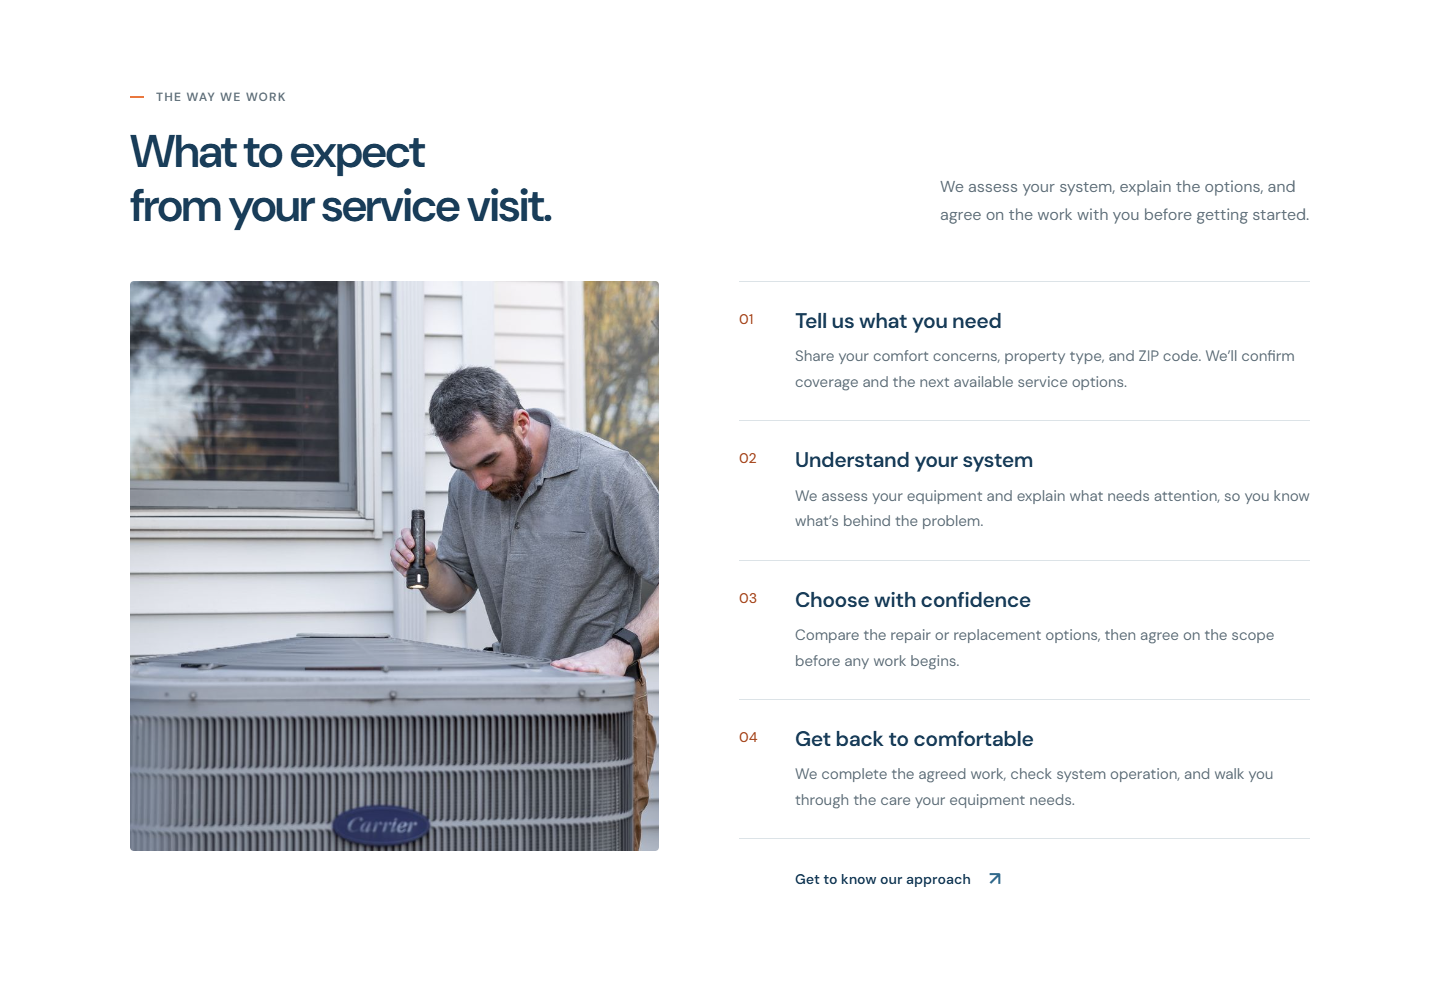 THE WAY WE WORK
What to expect
from your service visit.
We assess your system, explain the options, and
agree on the work with you before getting started.
01
Tell us what you need
Share your comfort concerns, property type, and ZIP code. We’ll confirm
coverage and the next available service options.
02
Understand your system
We assess your equipment and explain what needs attention, so you know
what’s behind the problem.
03
Choose with confidence
Compare the repair or replacement options, then agree on the scope
before any work begins.
04
Get back to comfortable
We complete the agreed work, check system operation, and walk you
through the care your equipment needs.
Carrier
Get to know our approach